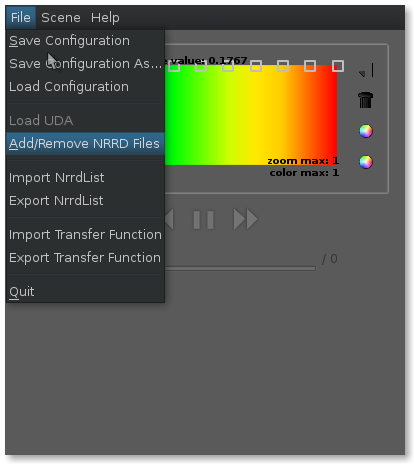 File Scene Help
Save Configuration
value: 0.1767
Save Configuration As...
Load Configuration
Load UDA
Add/Remove NRRD Files
zoom max: 1
color max: 1
Import NrrdList
Export NrrdList
Import Transfer Function
Export Transfer Function
/ 0
Quit